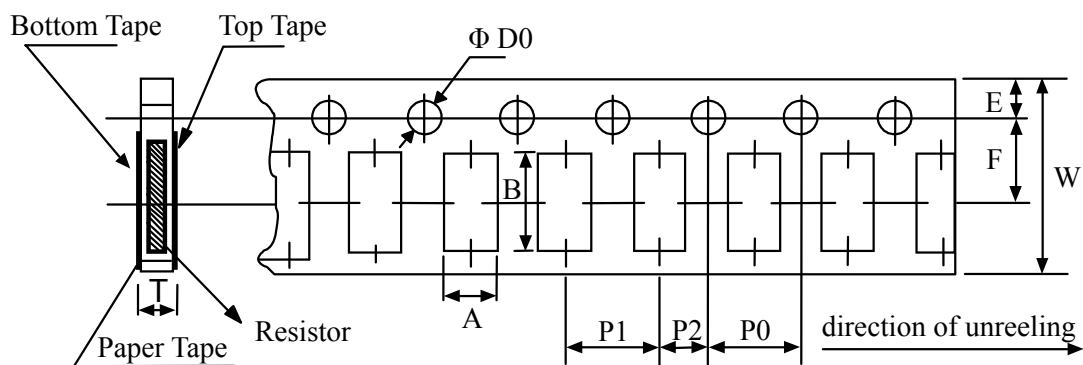 Bottom Tape
Top Tape
Φ D0
E
F
W
B
T
A
Resistor
Paper Tape
P1
P2
P0
direction of unreeling